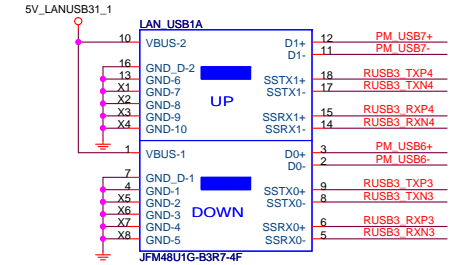 5V_LANUSB31_1
LAN_USB1A
10 VBUS-2 D1+ 12 PM_USB7+
D1- 11 PM_USB7-
16 GND_D-2
13 GND-6 SSTX1+ 18 RUSB3_TXP4
X1 GND-7 SSTX1- 17 RUSB3_TXN4
X2 GND-8
UP
X3 GND-9 SSRX1+ 15 RUSB3_RXP4
X4 GND-10 SSRX1- 14 RUSB3_RXN4
1 VBUS-1 D0+ 3 PM_USB6+
D0- 2 PM_USB6-
7 GND_D-1
4 GND-1 SSTX0+ 9 RUSB3_TXP3
X5 GND-2 SSTX0- 8 RUSB3_TXN3
X6 GND-3 DOWN
X7 GND-4 SSRX0+ 6 RUSB3_RXP3
X8 GND-5 SSRX0- 5 RUSB3_RXN3
JFM48U1G-B3R7-4F